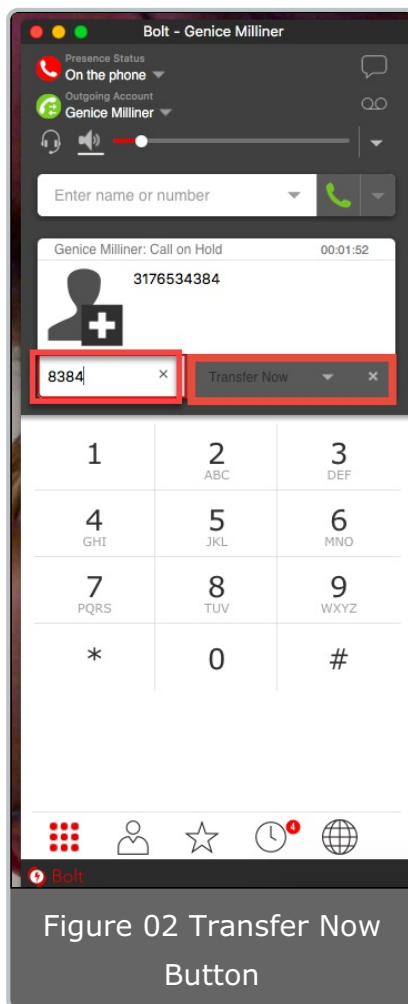 Bolt - Genice Milliner
Presence Status
On the phone
Outgoing Account
Genice Milliner
Enter name or number
Genice Milliner: Call on Hold 00:01:52
3176534384
8384 × Transfer Now ×
1 2 3
ABC DEF
4 5 6
GHI JKL MNO
7 8 9
PQRS TUV WXYZ
* 0 #
4
Bolt
Figure 02 Transfer Now
Button